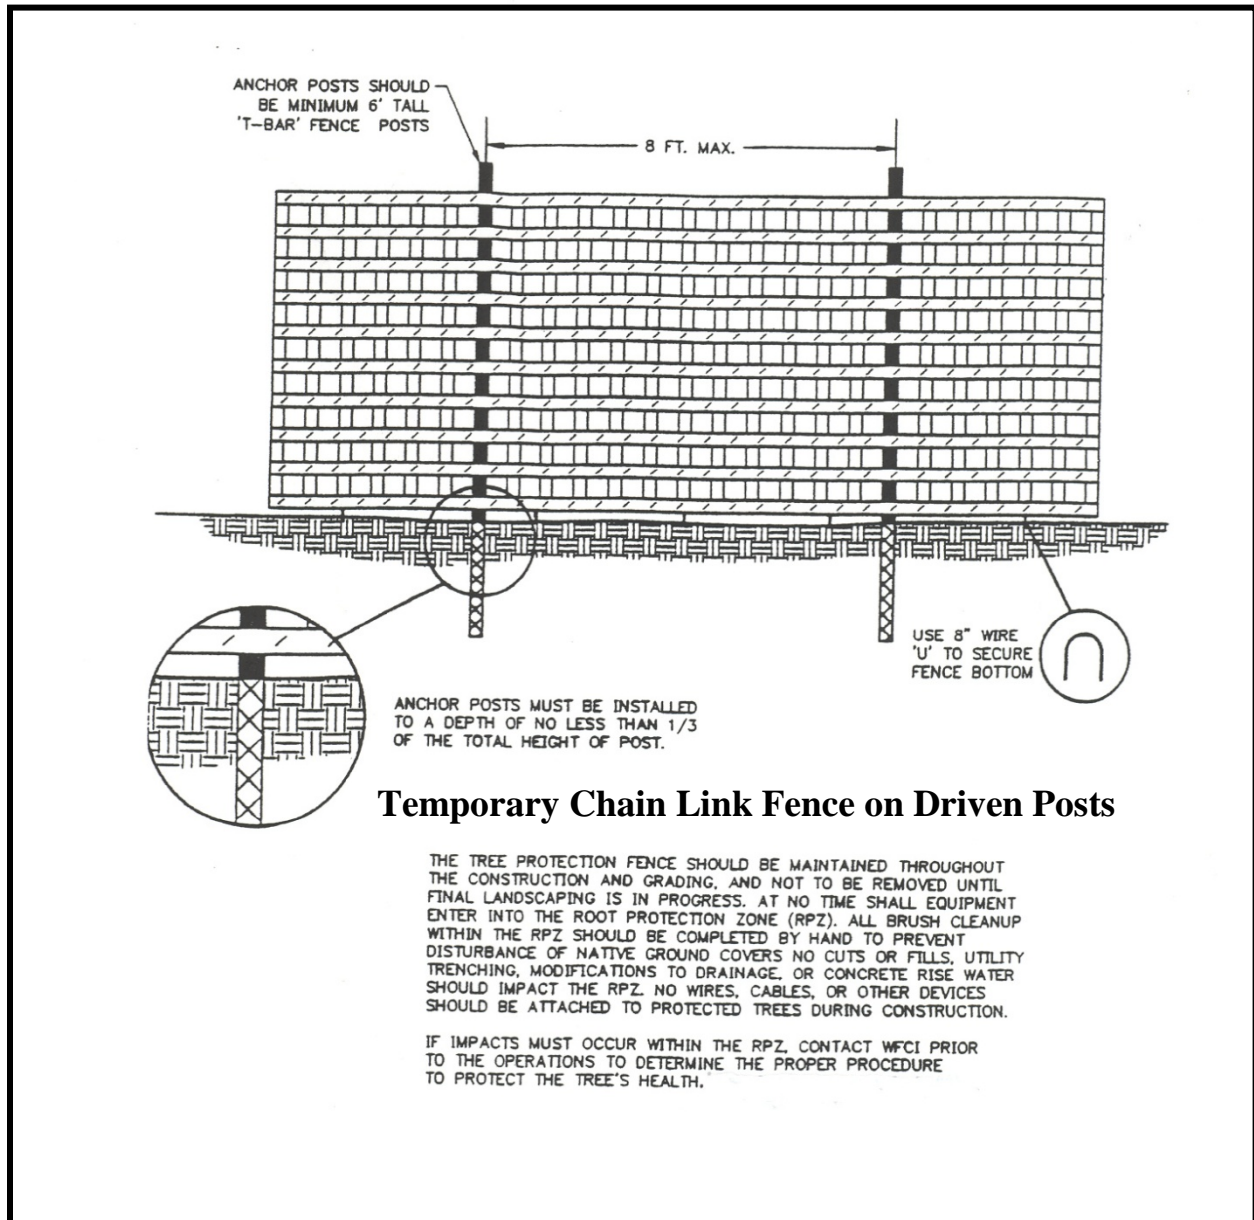 ANCHOR POSTS SHOULD
BE MINIMUM 6' TALL
'T-BAR' FENCE POSTS
8 FT. MAX.
USE 8" WIRE
'U' TO SECURE
FENCE BOTTOM
ANCHOR POSTS MUST BE INSTALLED
TO A DEPTH OF NO LESS THAN 1/3
OF THE TOTAL HEIGHT OF POST.
Temporary Chain Link Fence on Driven Posts
THE TREE PROTECTION FENCE SHOULD BE MAINTAINED THROUGHOUT
THE CONSTRUCTION AND GRADING, AND NOT TO BE REMOVED UNTIL
FINAL LANDSCAPING IS IN PROGRESS. AT NO TIME SHALL EQUIPMENT
ENTER INTO THE ROOT PROTECTION ZONE (RPZ). ALL BRUSH CLEANUP
WITHIN THE RPZ SHOULD BE COMPLETED BY HAND TO PREVENT
DISTURBANCE OF NATIVE GROUND COVERS NO CUTS OR FILLS, UTILITY
TRENCHING, MODIFICATIONS TO DRAINAGE, OR CONCRETE RISE WATER
SHOULD IMPACT THE RPZ. NO WIRES, CABLES, OR OTHER DEVICES
SHOULD BE ATTACHED TO PROTECTED TREES DURING CONSTRUCTION.
IF IMPACTS MUST OCCUR WITHIN THE RPZ, CONTACT WFCI PRIOR
TO THE OPERATIONS TO DETERMINE THE PROPER PROCEDURE
TO PROTECT THE TREE'S HEALTH.